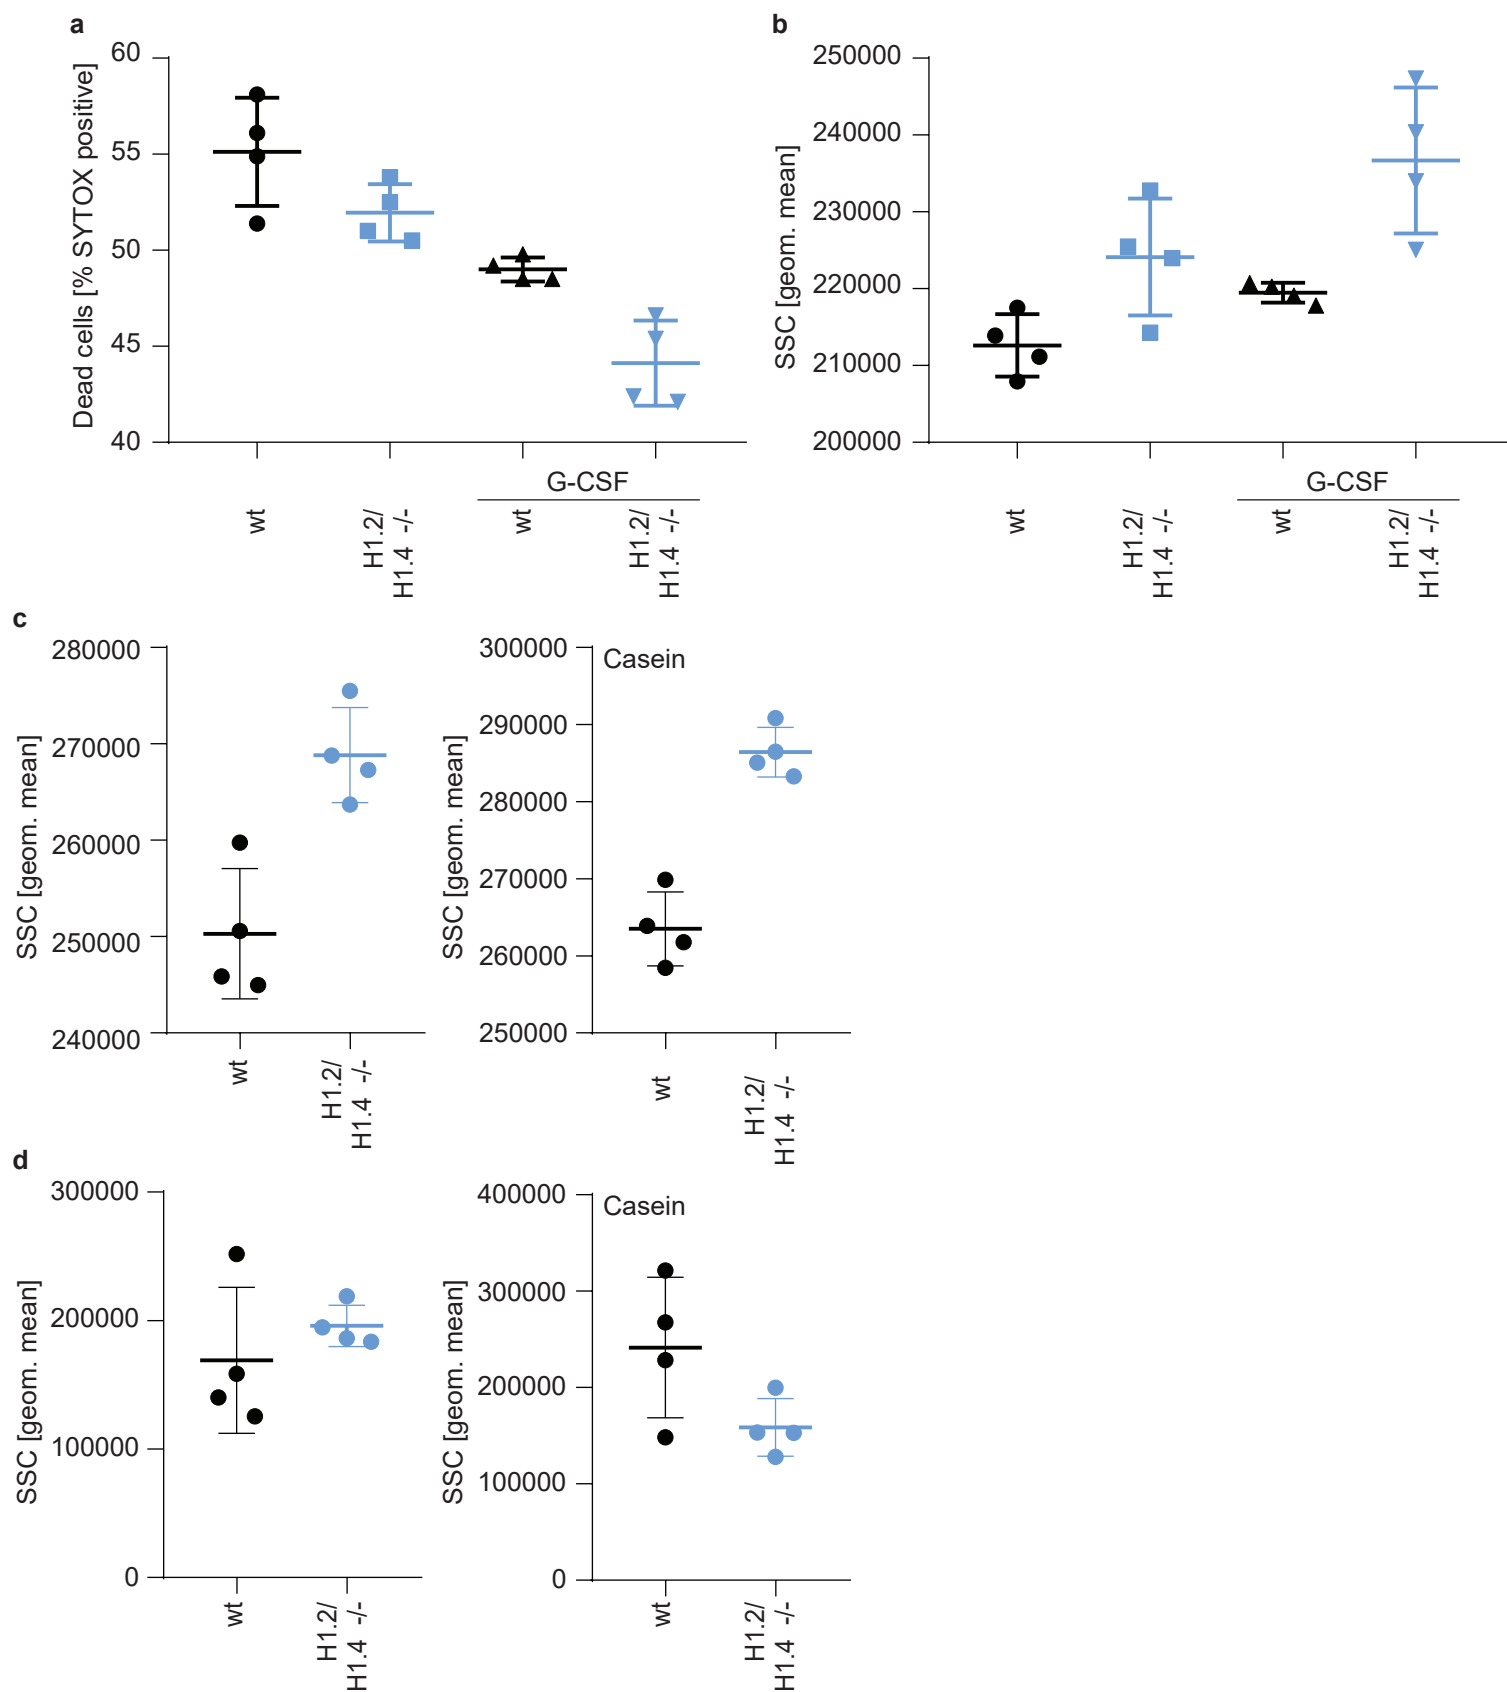 a
Dead cells [% SYTOX positive]
60
55
50
45
40
G-CSF
wt
H1.2/
H1.4 -/-
wt
H1.2/
H1.4 -/-
b
SSC [geom. mean]
250000
240000
230000
220000
210000
200000
G-CSF
wt
H1.2/
H1.4 -/-
wt
H1.2/
H1.4 -/-
c
SSC [geom. mean]
280000
270000
260000
250000
240000
wt
H1.2/
H1.4 -/-
SSC [geom. mean]
300000
290000
280000
270000
260000
250000
Casein
wt
H1.2/
H1.4 -/-
d
SSC [geom. mean]
300000
200000
100000
0
wt
H1.2/
H1.4 -/-
SSC [geom. mean]
400000
300000
200000
100000
0
Casein
wt
H1.2/
H1.4 -/-